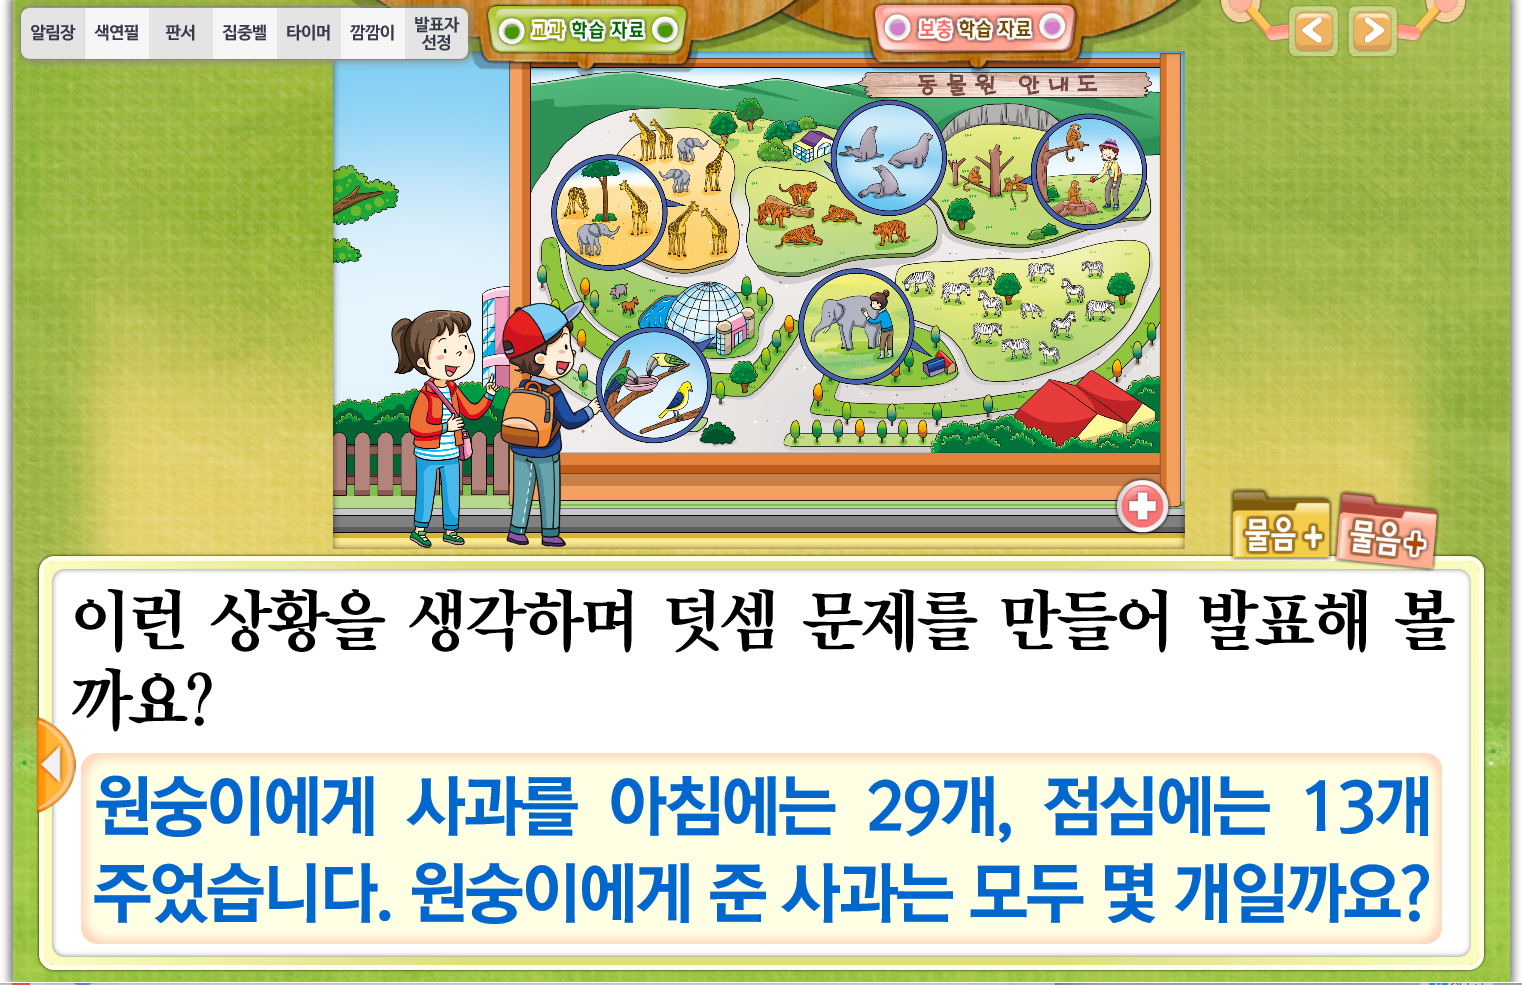 알림장 색연필 판서 집중벨 타이머 깜깜이 발표자 선정
교과 학습 자료
보충 학습 자료
동물원 안내도
물음+
물음+
이런 상황을 생각하며 덧셈 문제를 만들어 발표해 볼
까요?
원숭이에게 사과를 아침에는 29개, 점심에는 13개
주었습니다. 원숭이에게 준 사과는 모두 몇 개일까요?